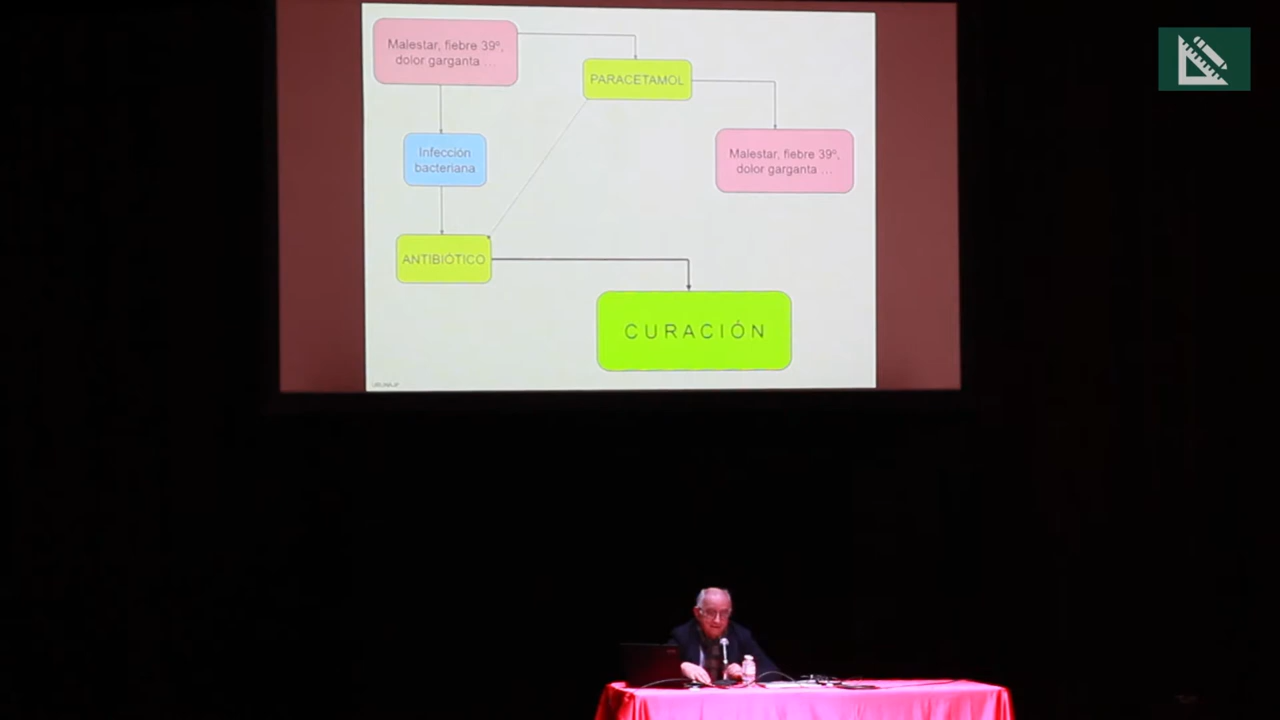 Malestar, fiebre 39º,
dolor garganta ...
PARACETAMOL
Infección
bacteriana
Malestar, fiebre 39º,
dolor garganta ...
ANTIBIÓTICO
CURACIÓN